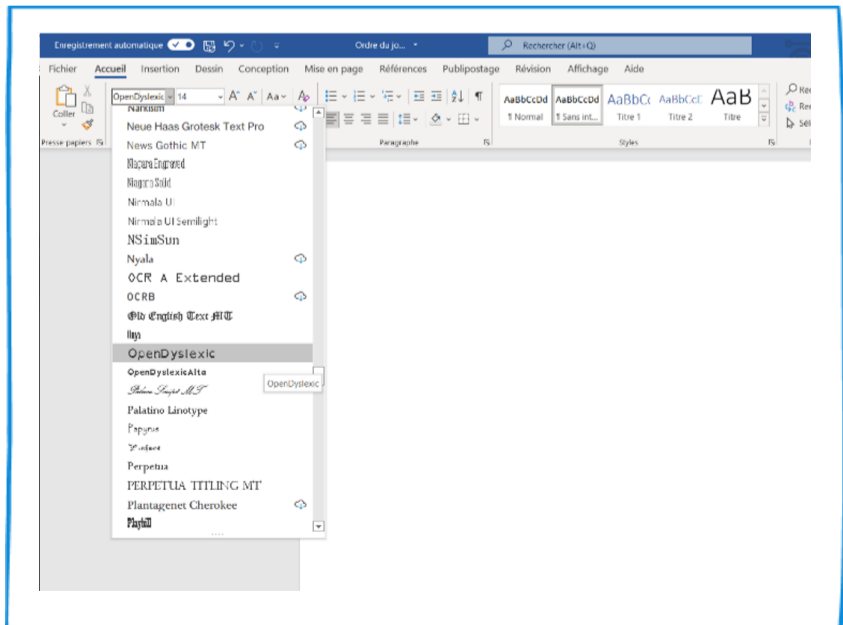 Enregistrement automatique
Ordre du jo...
Rechercher (Alt+Q)
Fichier Accueil Insertion Dessin Conception Mise en page Références Publipostage Révision Affichage Aide
Coller
OpenDyslexic 14
Aa
AaBbCcDd AaBbCcDd AaBbCc AaBbCcC AaB
¶ Normal ¶ Sans int... Titre 1 Titre 2 Titre
Presse-papiers
Paragraphe
Styles
Narkisim
Neue Haas Grotesk Text Pro
News Gothic MT
Niagara Engraved
Niagara Solid
Nirmala UI
Nirmala UI Semilight
NSimSun
Nyala
OCR A Extended
OCRB
Old English Text MT
Onyx
OpenDyslexic
OpenDyslexicAlta
OpenDyslexic
Palace Script MT
Palatino Linotype
Papyrus
Perpetua
PERPETUA TITLING MT
Plantagenet Cherokee
Playbill